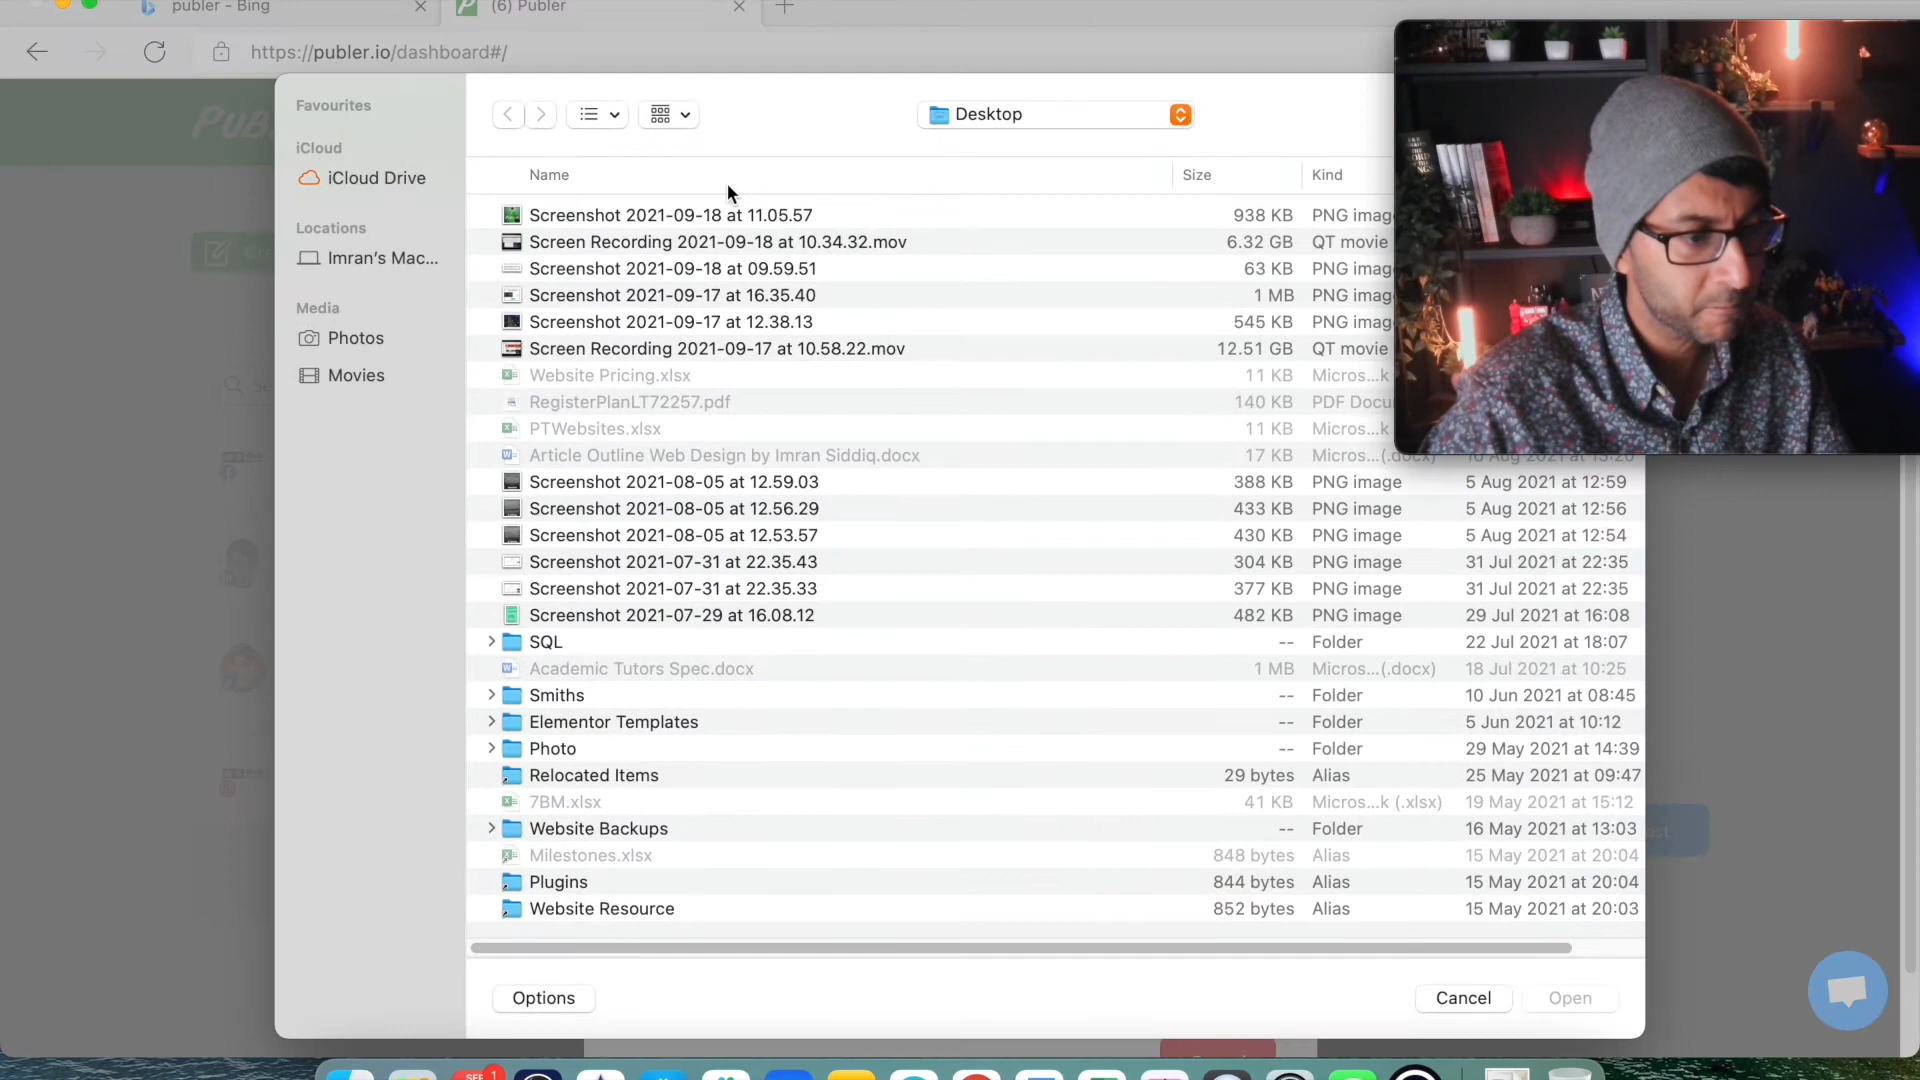 publer - Bing
(6) Publer
https://publer.io/dashboard#/
Favourites
iCloud
iCloud Drive
Locations
Imran's Mac...
Media
Photos
Movies
Desktop
Name Size Kind
Screenshot 2021-09-18 at 11.05.57 938 KB PNG imag
Screen Recording 2021-09-18 at 10.34.32.mov 6.32 GB QT movie
Screenshot 2021-09-18 at 09.59.51 63 KB PNG imag
Screenshot 2021-09-17 at 16.35.40 1 MB PNG imag
Screenshot 2021-09-17 at 12.38.13 545 KB PNG imag
Screen Recording 2021-09-17 at 10.58.22.mov 12.51 GB QT movie
Website Pricing.xlsx 11 KB Micros...k
RegisterPlanLT72257.pdf 140 KB PDF Docu
PTWebsites.xlsx 11 KB Micros...k
Article Outline Web Design by Imran Siddiq.docx 17 KB Micros...(.docx)
Screenshot 2021-08-05 at 12.59.03 388 KB PNG image 5 Aug 2021 at 12:59
Screenshot 2021-08-05 at 12.56.29 433 KB PNG image 5 Aug 2021 at 12:56
Screenshot 2021-08-05 at 12.53.57 430 KB PNG image 5 Aug 2021 at 12:54
Screenshot 2021-07-31 at 22.35.43 304 KB PNG image 31 Jul 2021 at 22:35
Screenshot 2021-07-31 at 22.35.33 377 KB PNG image 31 Jul 2021 at 22:35
Screenshot 2021-07-29 at 16.08.12 482 KB PNG image 29 Jul 2021 at 16:08
SQL -- Folder 22 Jul 2021 at 18:07
Academic Tutors Spec.docx 1 MB Micros...(.docx) 18 Jul 2021 at 10:25
Smiths -- Folder 10 Jun 2021 at 08:45
Elementor Templates -- Folder 5 Jun 2021 at 10:12
Photo -- Folder 29 May 2021 at 14:39
Relocated Items 29 bytes Alias 25 May 2021 at 09:47
7BM.xlsx 41 KB Micros...k (.xlsx) 19 May 2021 at 15:12
Website Backups -- Folder 16 May 2021 at 13:03
Milestones.xlsx 848 bytes Alias 15 May 2021 at 20:04
Plugins 844 bytes Alias 15 May 2021 at 20:04
Website Resource 852 bytes Alias 15 May 2021 at 20:03
Options Cancel Open